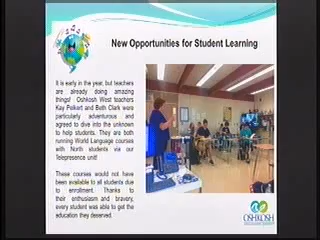 New Opportunities for Student Learning
It is early in the year, but teachers
are already doing amazing
things! Oshkosh West teachers
Kay Peikert and Beth Clark were
particularly adventurous and
agreed to dive into the unknown
to help students. They are both
running World Language courses
with North students via our
Telepresence unit!
These courses would not have
been available to all students due
to enrollment. Thanks to
their enthusiasm and bravery,
every student was able to get the
education they deserved.
OSHKOSH